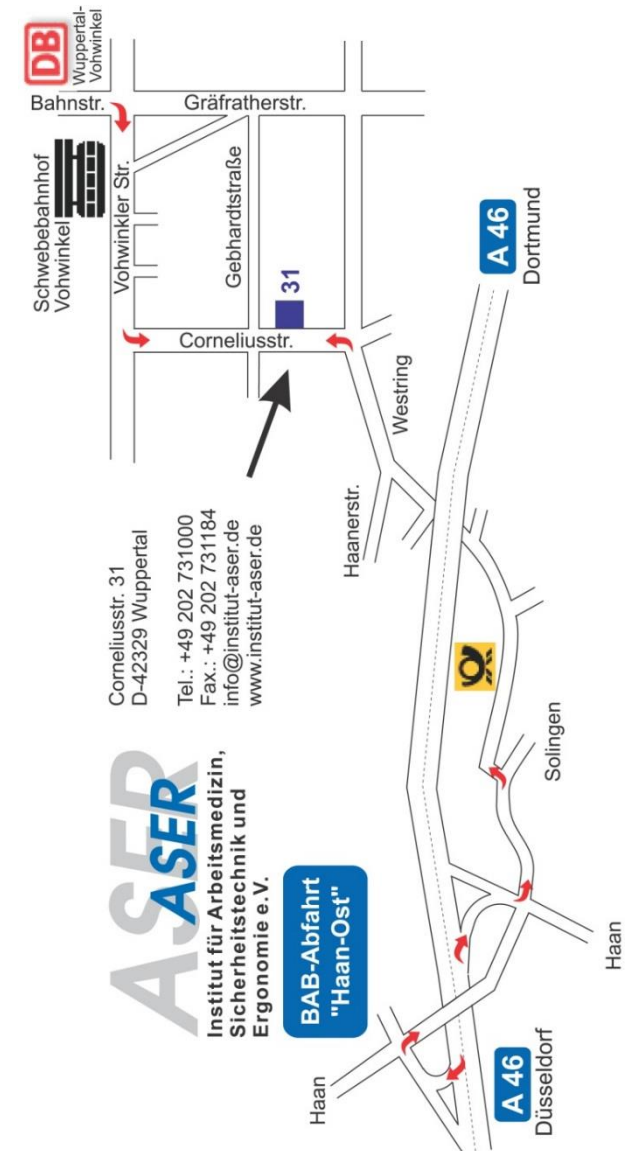 ASER
ASER
Institut für Arbeitsmedizin,
Sicherheitstechnik und
Ergonomie e.V.
Corneliusstr. 31
D-42329 Wuppertal
Tel.: +49 202 731000
Fax.: +49 202 731184
info@institut-aser.de
www.institut-aser.de
Schwebebahnhof
Vohwinkel
DB
Wuppertal-
Vohwinkel
Bahnstr.
Vohwinkler Str.
Gräfratherstr.
Gebhardtstraße
31
Corneliusstr.
Westring
Haanerstr.
A 46
Dortmund
BAB-Abfahrt
"Haan-Ost"
Haan
Solingen
Haan
A 46
Düsseldorf